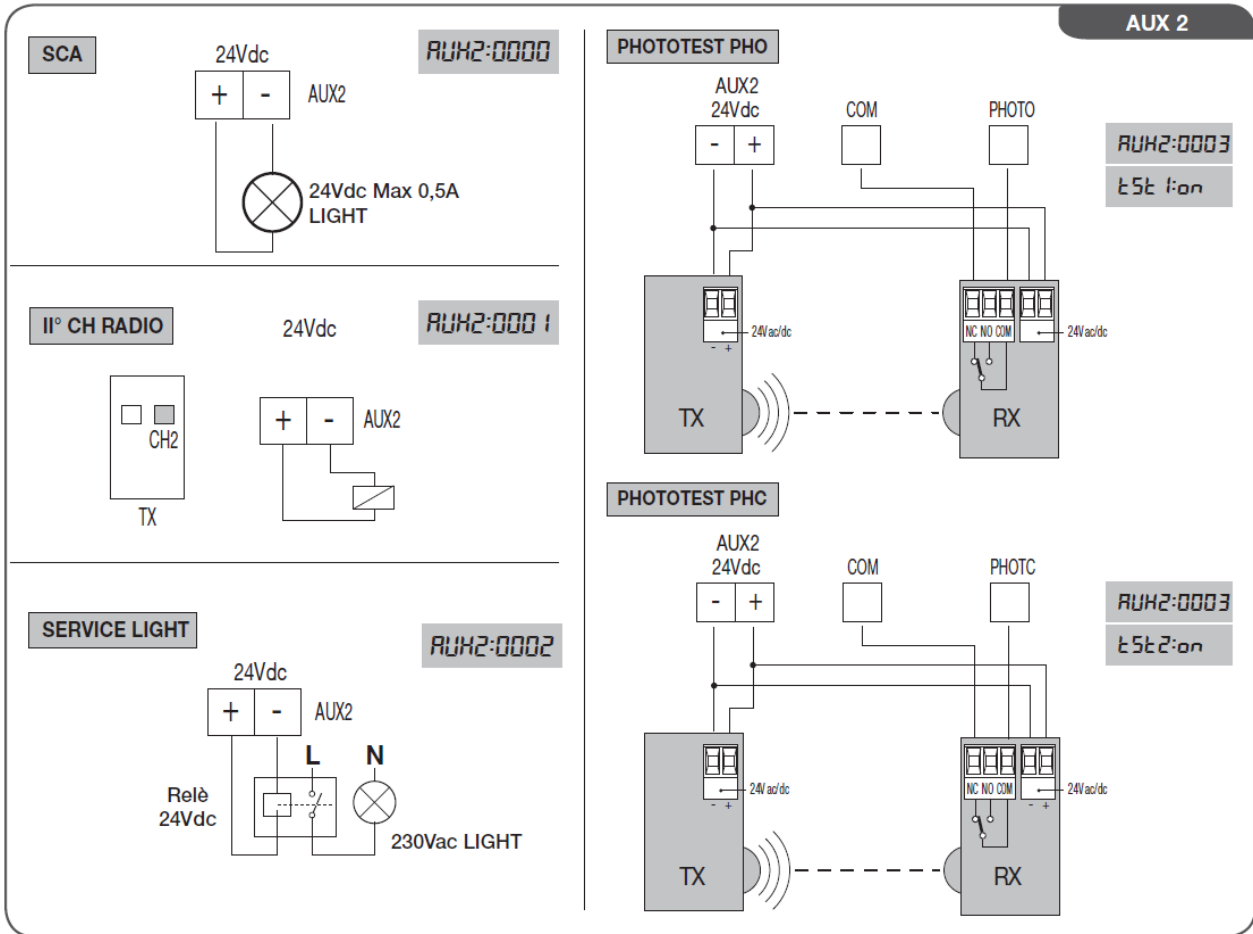 AUX 2
SCA
AUX2:0000
24Vdc
+ - AUX2
24Vdc Max 0,5A
LIGHT
II° CH RADIO
AUX2:0001
24Vdc
CH2
TX
+ - AUX2
SERVICE LIGHT
AUX2:0002
24Vdc
+ - AUX2
L N
Relè
24Vdc
230Vac LIGHT
PHOTOTEST PHO
AUX2
24Vdc
COM
PHOTO
- +
AUX2:0003
tSt1:on
24Vac/dc
- +
TX
NC NO COM
24Vac/dc
RX
PHOTOTEST PHC
AUX2
24Vdc
COM
PHOTC
- +
AUX2:0003
tSt2:on
24Vac/dc
- +
TX
NC NO COM
24Vac/dc
- +
RX